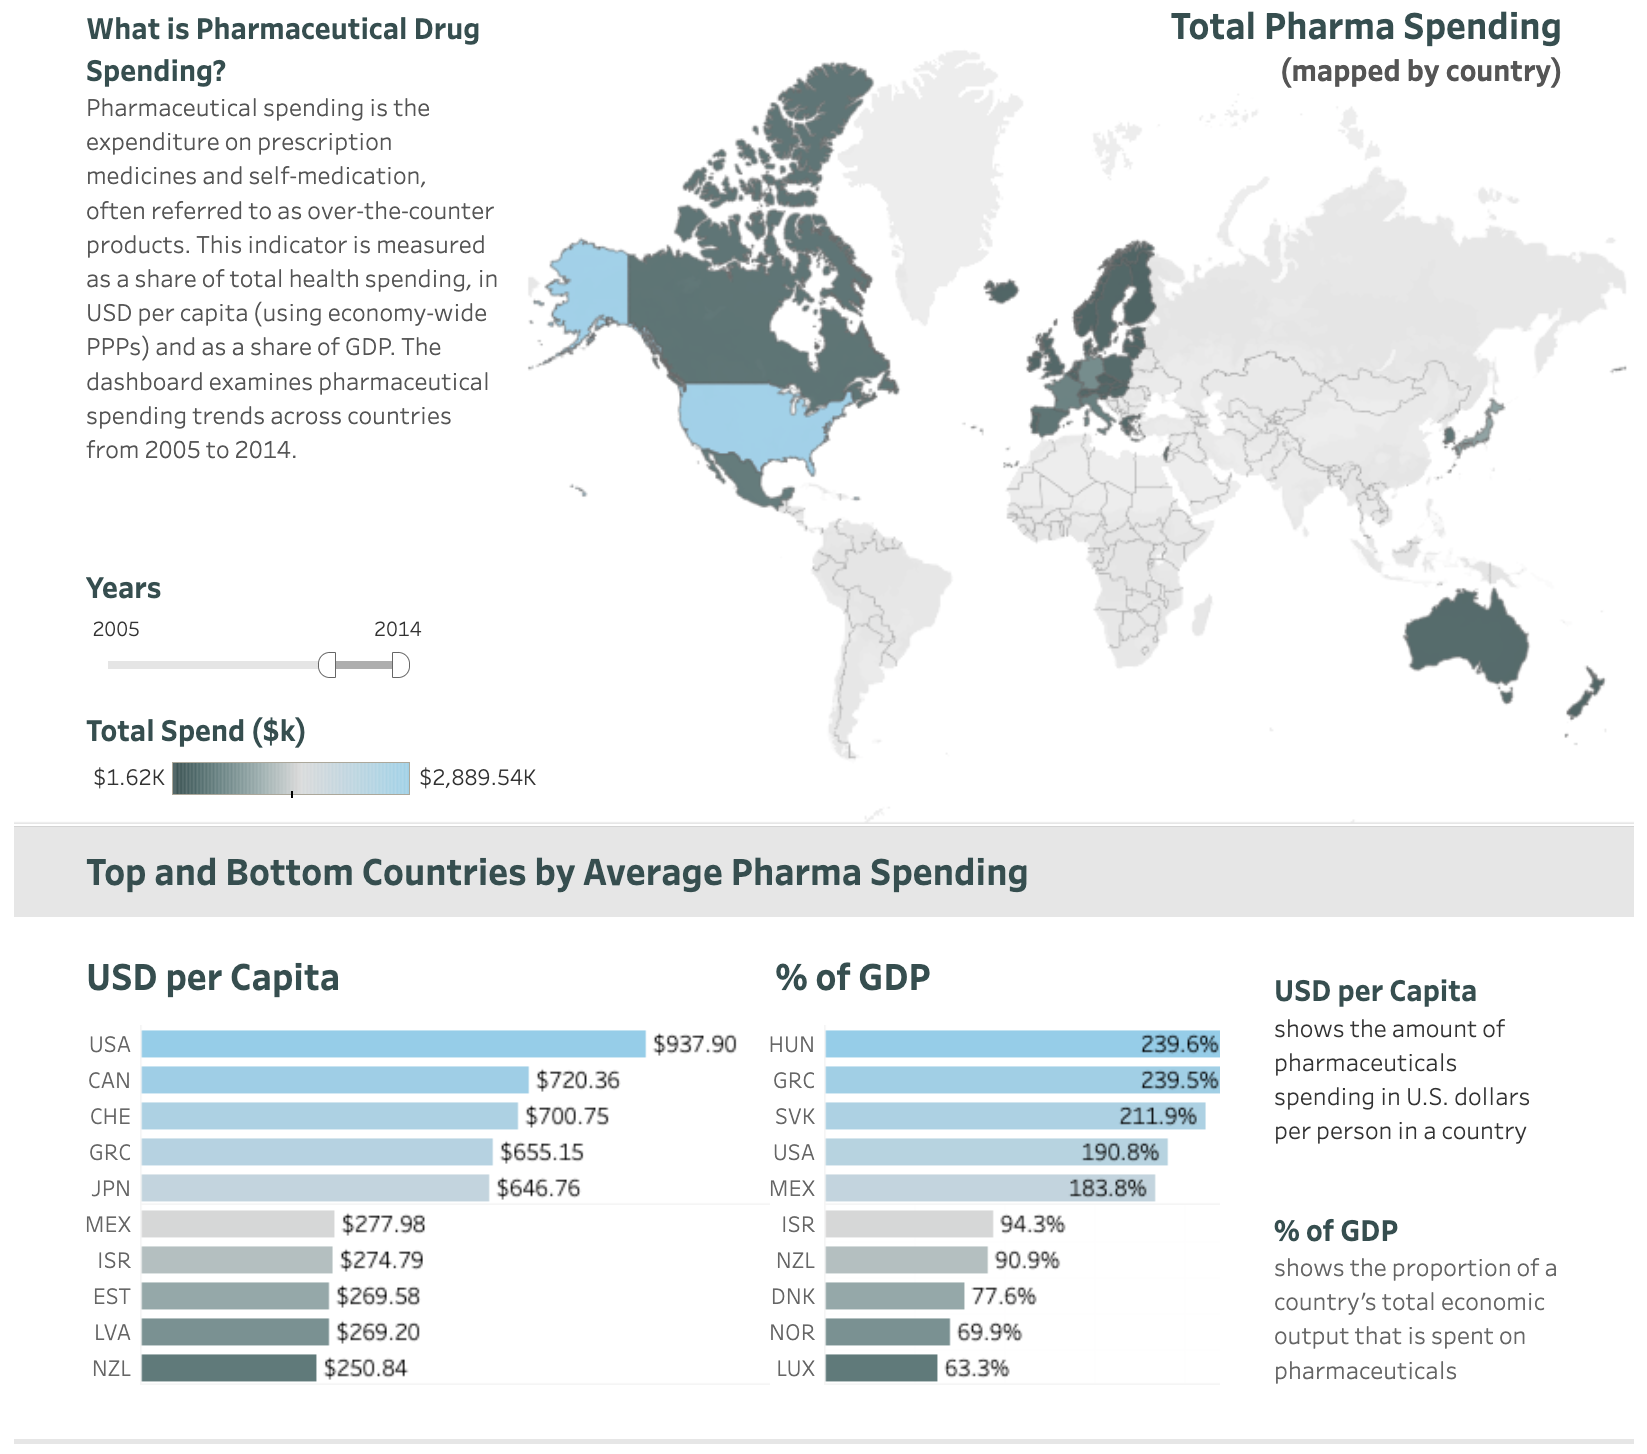 What is Pharmaceutical Drug
Spending?
Pharmaceutical spending is the
expenditure on prescription
medicines and self-medication,
often referred to as over-the-counter
products. This indicator is measured
as a share of total health spending, in
USD per capita (using economy-wide
PPPs) and as a share of GDP. The
dashboard examines pharmaceutical
spending trends across countries
from 2005 to 2014.
Total Pharma Spending
(mapped by country)
Years
2005 2014
Total Spend ($k)
$1.62K $2,889.54K
Top and Bottom Countries by Average Pharma Spending
USD per Capita
USA $937.90
CAN $720.36
CHE $700.75
GRC $655.15
JPN $646.76
MEX $277.98
ISR $274.79
EST $269.58
LVA $269.20
NZL $250.84
% of GDP
HUN 239.6%
GRC 239.5%
SVK 211.9%
USA 190.8%
MEX 183.8%
ISR 94.3%
NZL 90.9%
DNK 77.6%
NOR 69.9%
LUX 63.3%
USD per Capita
shows the amount of
pharmaceuticals
spending in U.S. dollars
per person in a country
% of GDP
shows the proportion of a
country's total economic
output that is spent on
pharmaceuticals